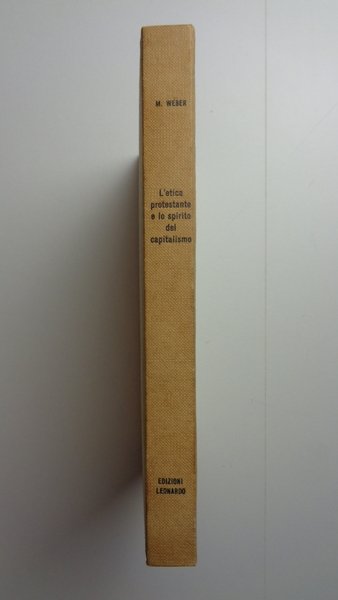 M. WEBER
L'etica
protestante
e lo spirito
del
capitalismo
EDIZIONI
LEONARDO